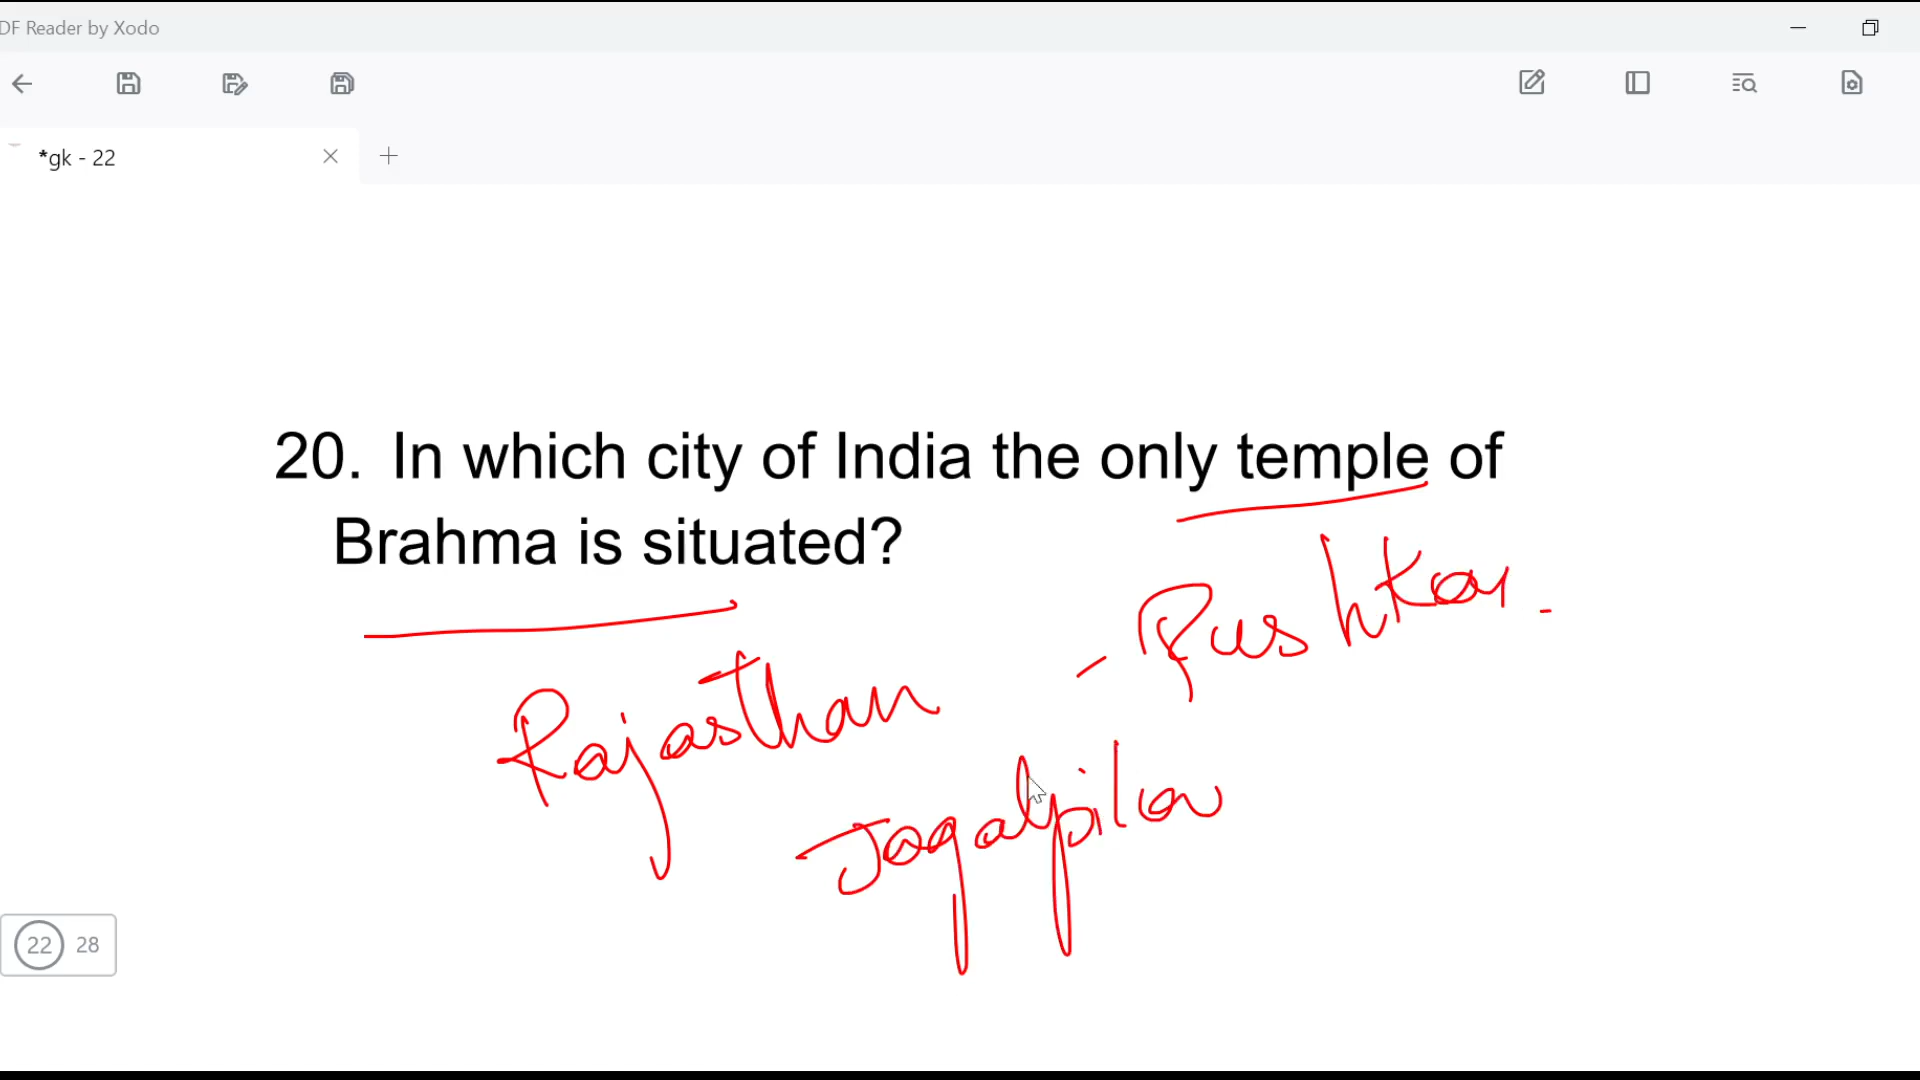 DF Reader by Xodo
*gk - 22
20. In which city of India the only temple of
Brahma is situated?
- Pushkar.
Rajasthan
22 28